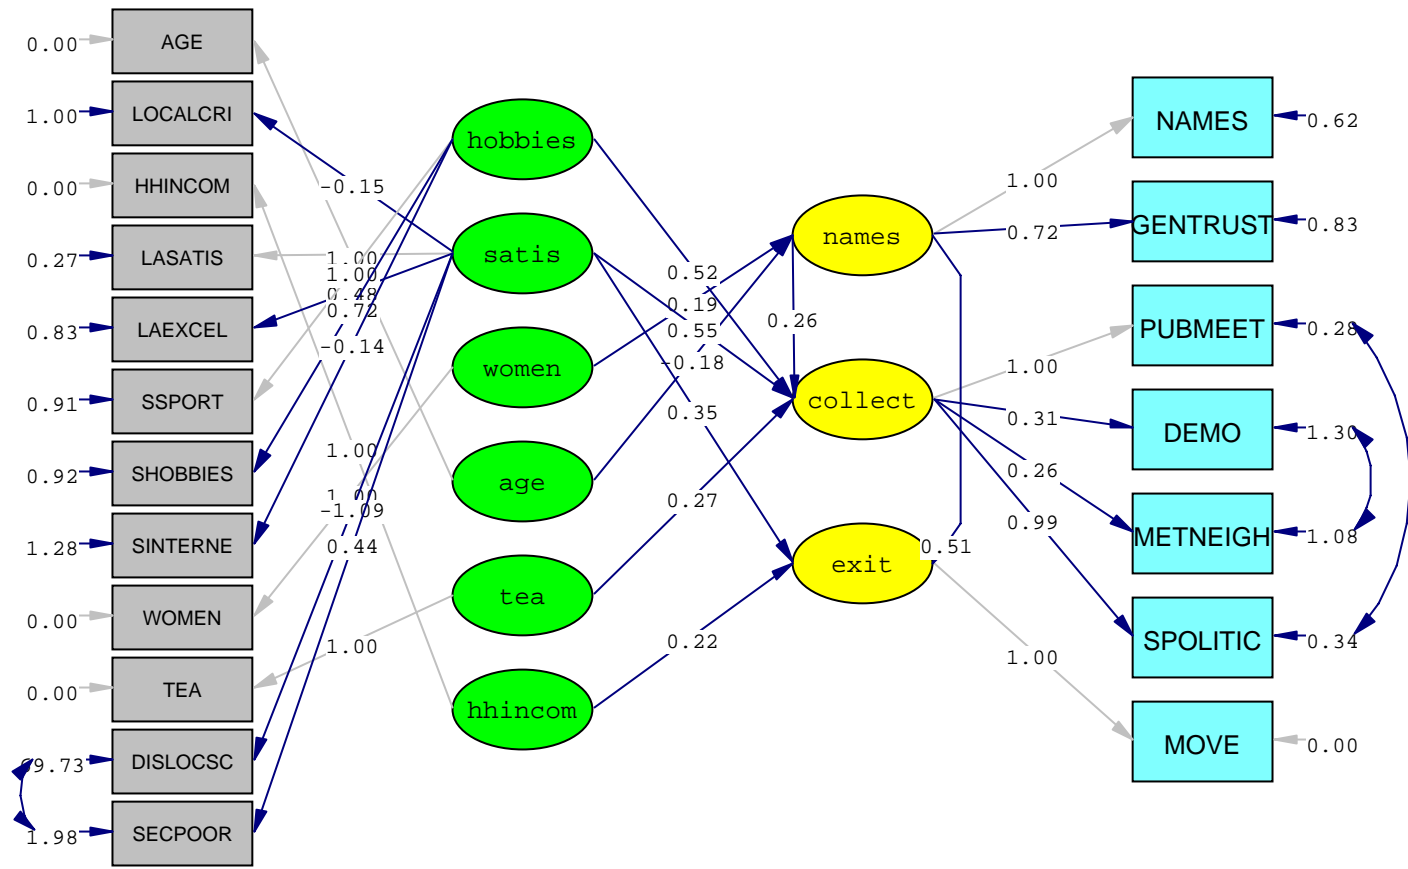 0.00
AGE
1.00
LOCALCRI
0.00
HHINCOM
0.27
LASATIS
0.83
LAEXCEL
0.91
SSPORT
0.92
SHOBBIES
1.28
SINTERNE
0.00
WOMEN
0.00
TEA
69.73
DISLOCSC
1.98
SECPOOR
-0.15
1.00
1.00
0.48
0.72
-0.14
1.00
1.00
-1.09
0.44
1.00
hobbies
satis
women
age
tea
hhincom
0.52
0.19
0.55
-0.18
0.35
0.27
0.22
0.26
names
collect
exit
0.51
1.00
0.72
1.00
0.31
0.26
0.99
1.00
NAMES
0.62
GENTRUST
0.83
PUBMEET
0.28
DEMO
1.30
METNEIGH
1.08
SPOLITIC
0.34
MOVE
0.00